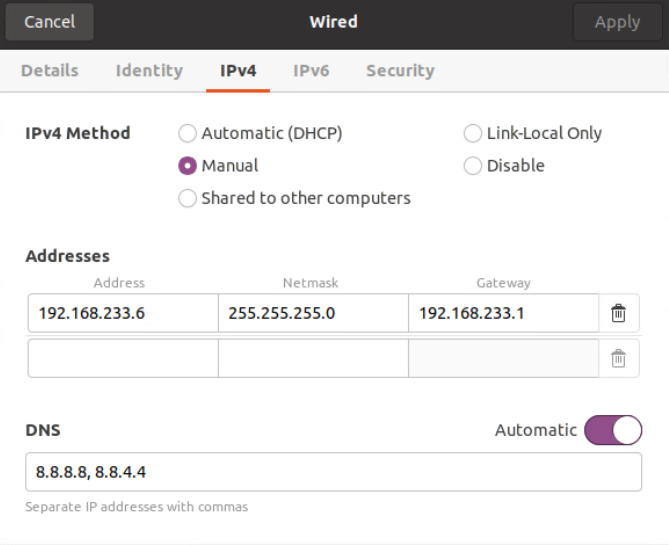 Cancel Wired Apply
Details Identity IPv4 IPv6 Security
IPv4 Method Automatic (DHCP) Link-Local Only
Manual Disable
Shared to other computers
Addresses
Address Netmask Gateway
192.168.233.6 255.255.255.0 192.168.233.1
DNS Automatic
8.8.8.8, 8.8.4.4
Separate IP addresses with commas